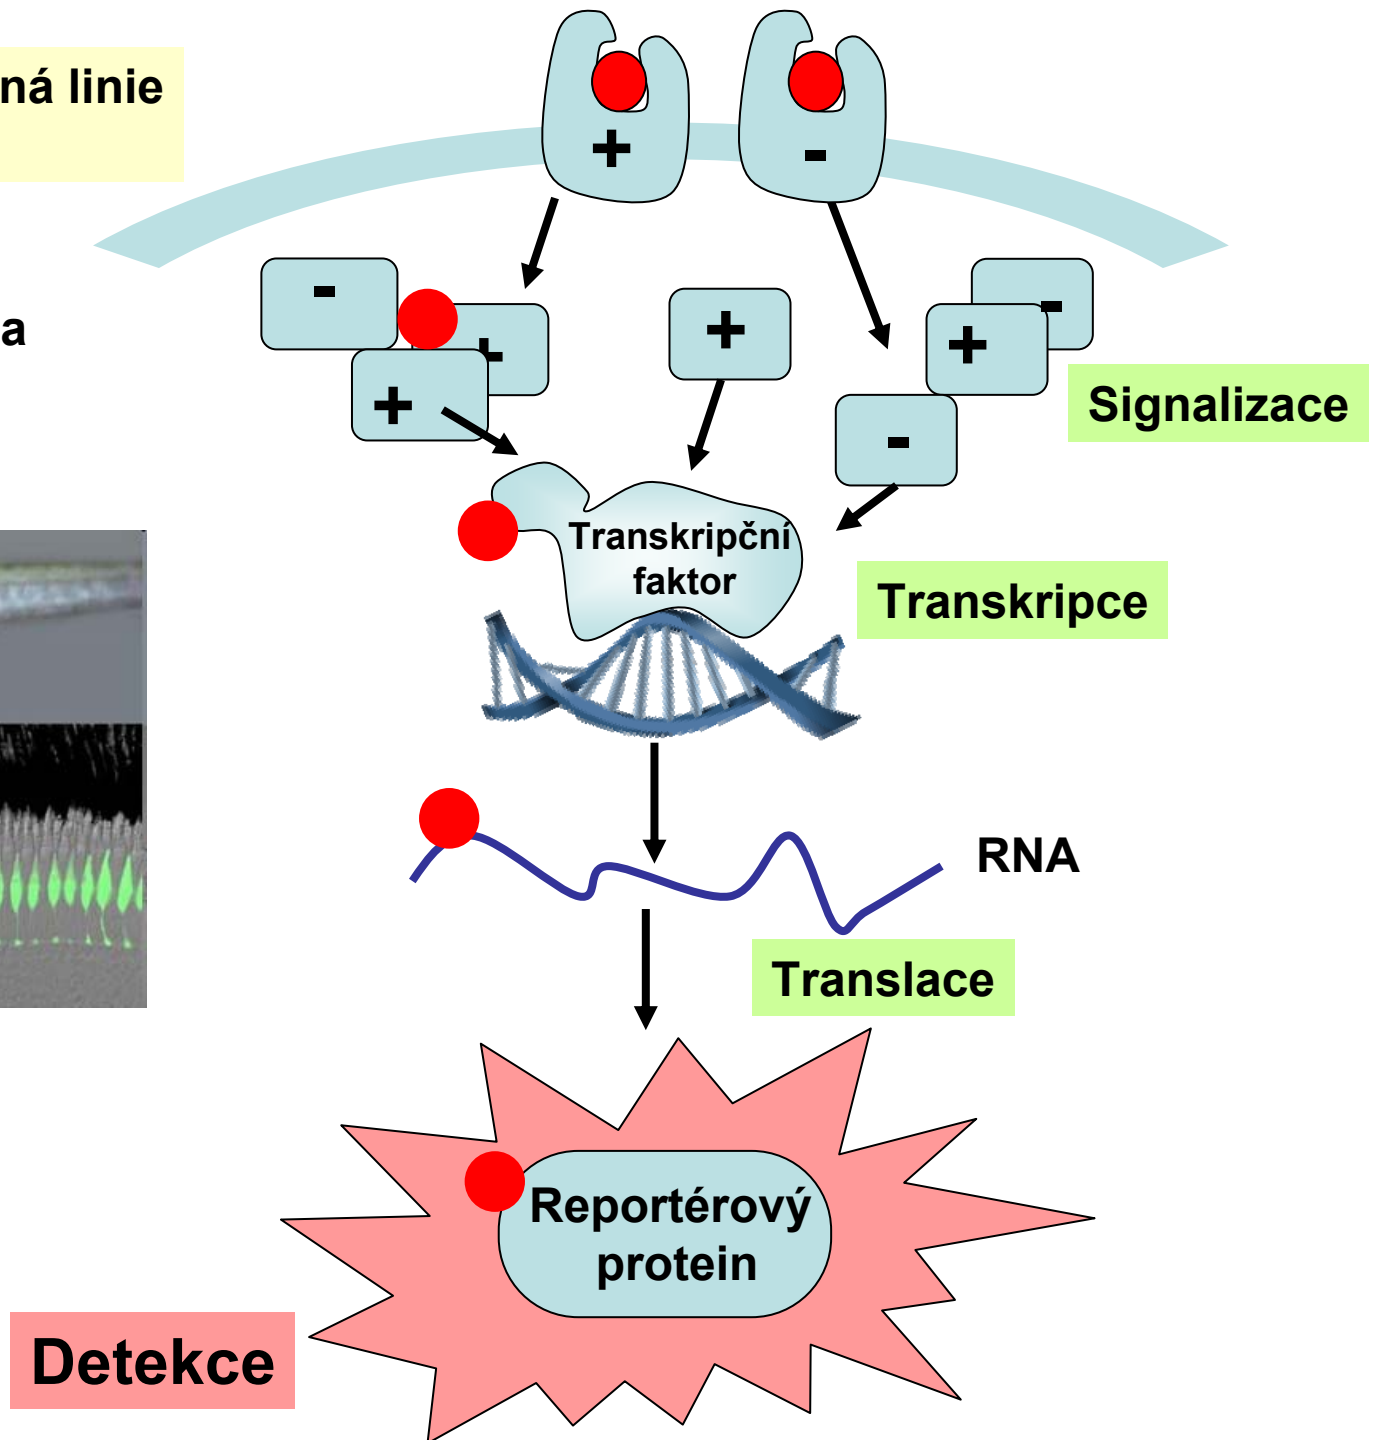 ná linie
+
-
-
+
+
+
-
+
-
a
Signalizace
Transkripční
faktor
Transkripce
RNA
Translace
Reportérový
protein
Detekce